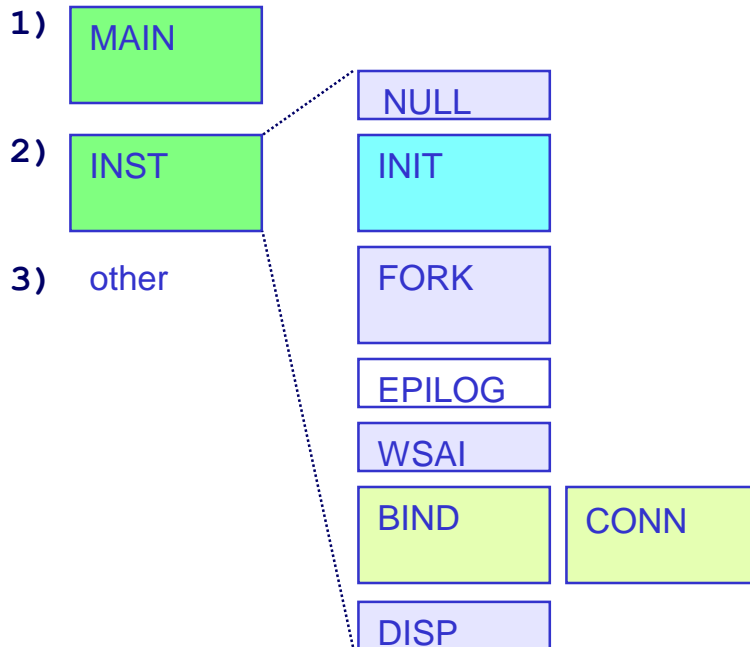 1) MAIN
NULL
2) INST
INIT
3) other
FORK
EPILOG
WSAI
BIND CONN
DISP